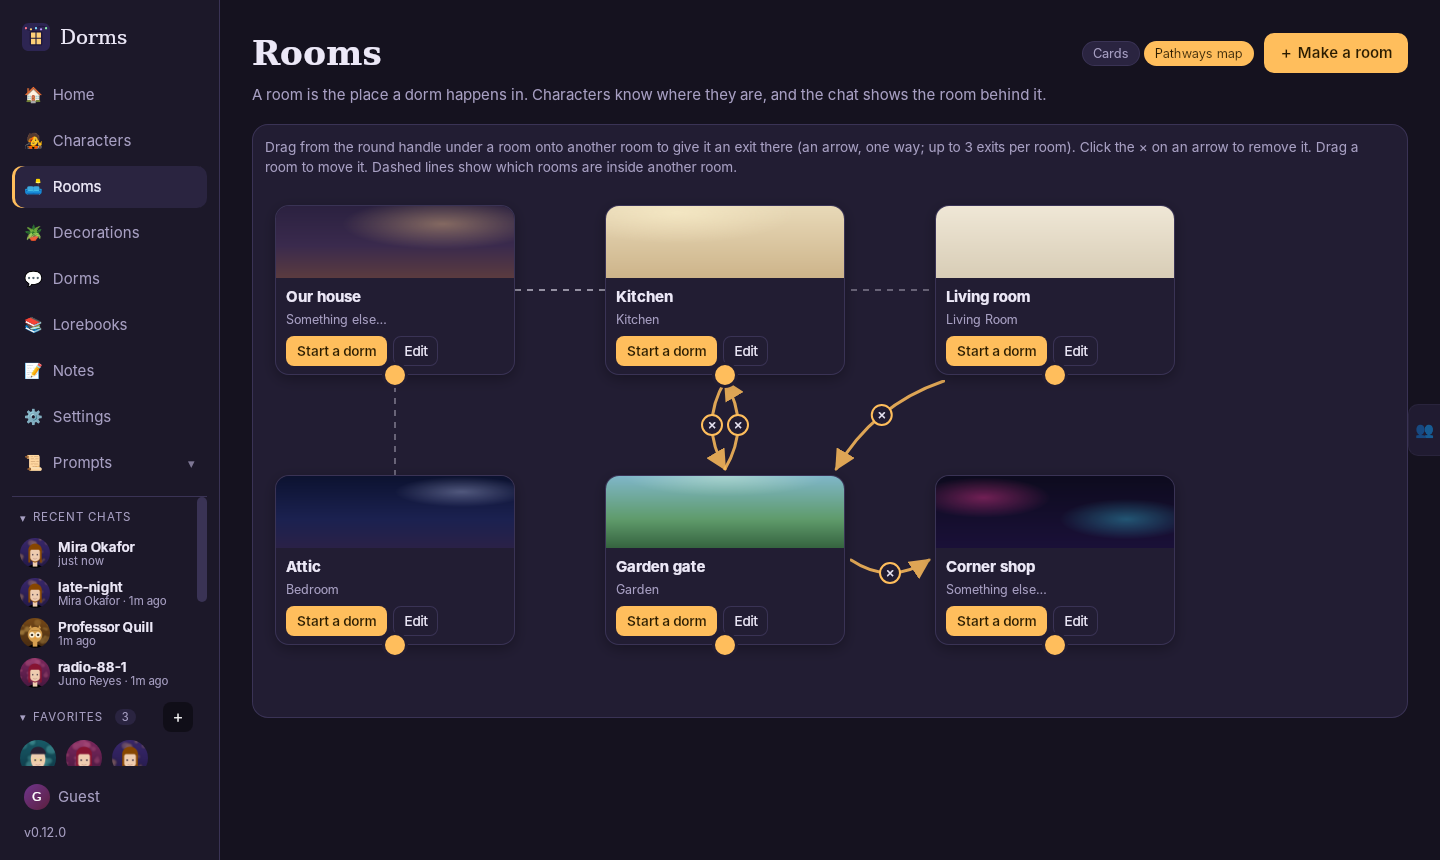 Dorms
Home
Characters
Rooms
Decorations
Dorms
Lorebooks
Notes
Settings
Prompts
RECENT CHATS
Mira Okafor
just now
late-night
Mira Okafor · 1m ago
Professor Quill
1m ago
radio-88-1
Juno Reyes · 1m ago
FAVORITES 3 +
G Guest
v0.12.0
Rooms
Cards Pathways map + Make a room
A room is the place a dorm happens in. Characters know where they are, and the chat shows the room behind it.
Drag from the round handle under a room onto another room to give it an exit there (an arrow, one way; up to 3 exits per room). Click the × on an arrow to remove it. Drag a
room to move it. Dashed lines show which rooms are inside another room.
Our house
Something else...
Start a dorm Edit
Kitchen
Kitchen
Start a dorm Edit
Living room
Living Room
Start a dorm Edit
× × ×
Attic
Bedroom
Start a dorm Edit
Garden gate
Garden
Start a dorm Edit
×
Corner shop
Something else...
Start a dorm Edit